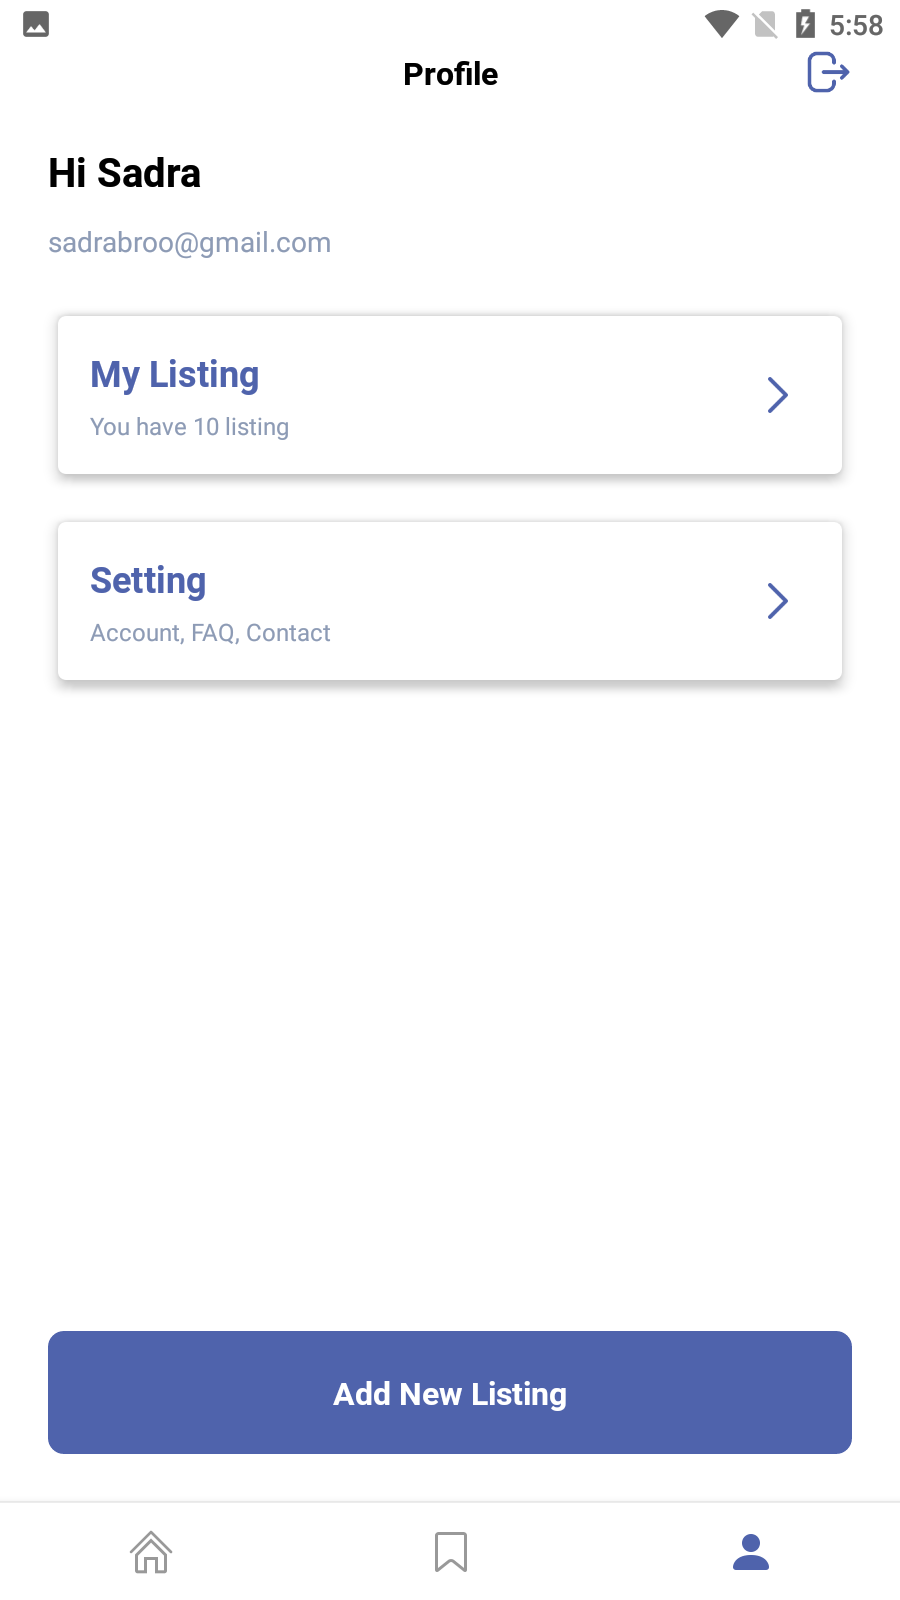 5:58
Profile
Hi Sadra
sadrabroo@gmail.com
My Listing
You have 10 listing
Setting
Account, FAQ, Contact
Add New Listing